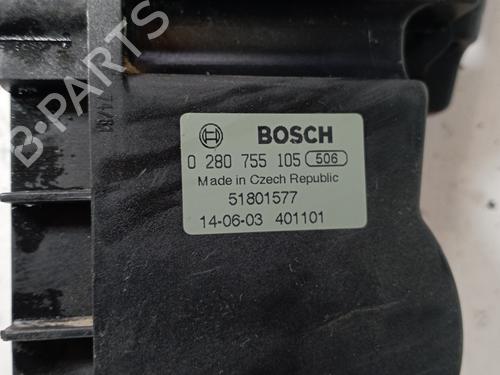 BOSCH
0 280 755 105 506
Made in Czech Republic
51801577
14-06-03 401101
B-PARTS